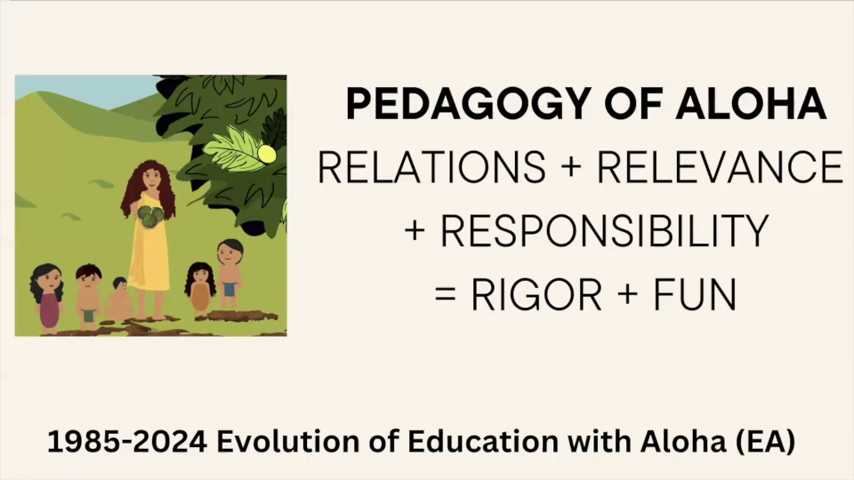 PEDAGOGY OF ALOHA
RELATIONS + RELEVANCE
+ RESPONSIBILITY
= RIGOR + FUN
1985-2024 Evolution of Education with Aloha (EA)